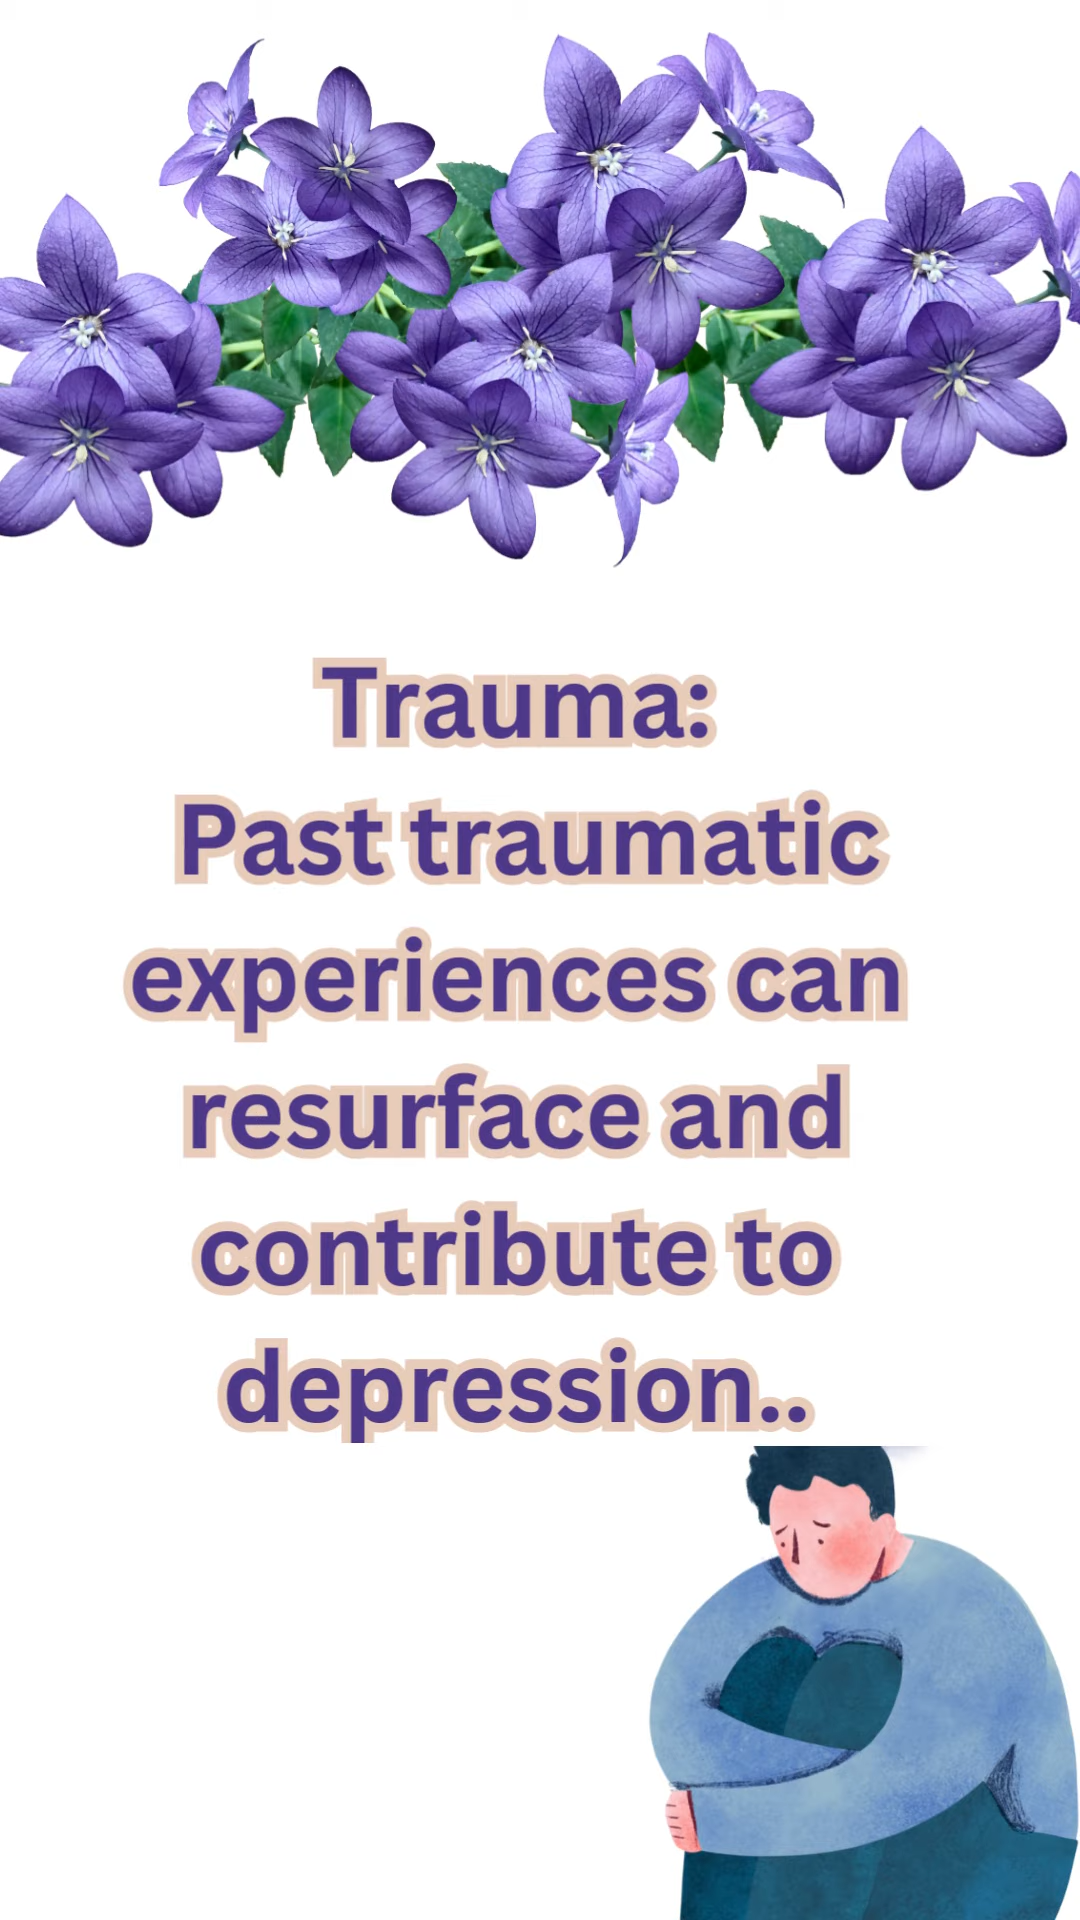 Trauma:
Past traumatic
experiences can
resurface and
contribute to
depression..